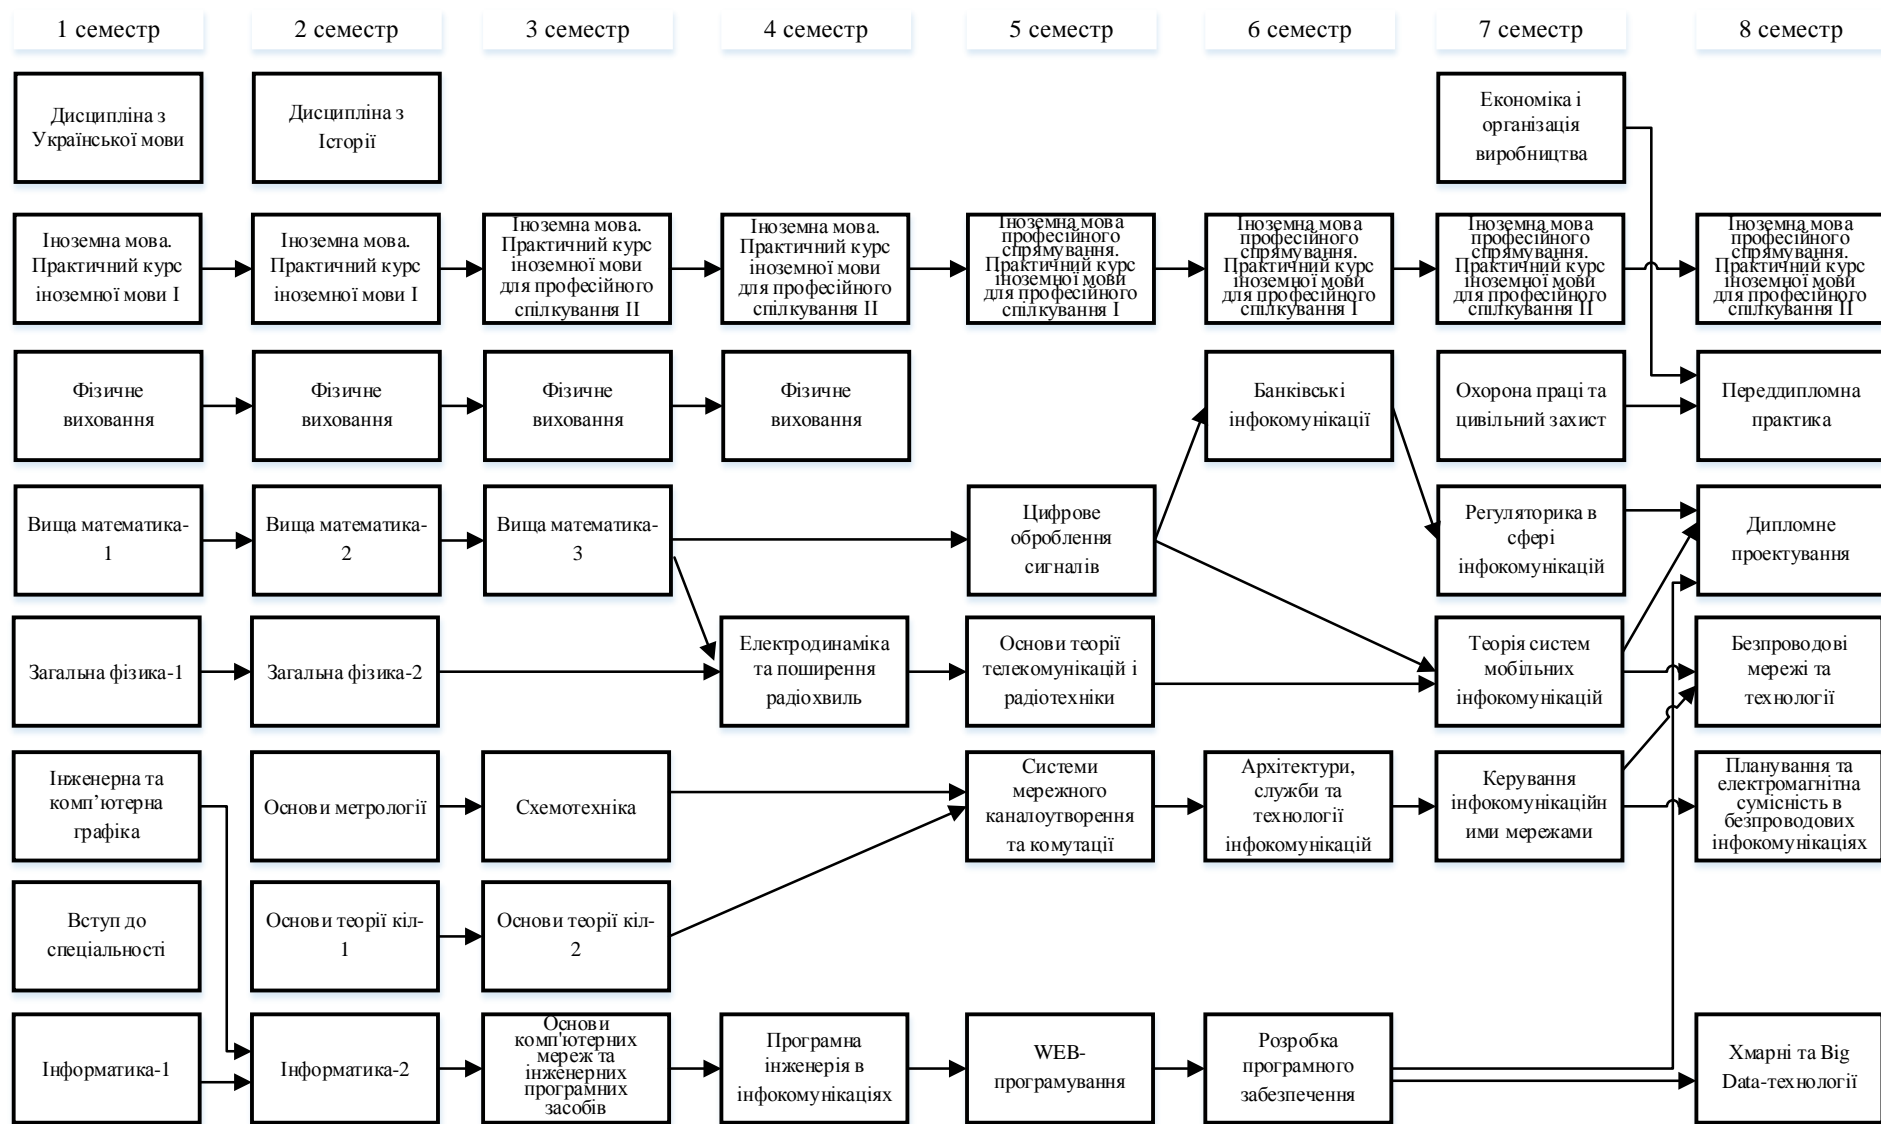 1 семестр
2 семестр
3 семестр
4 семестр
5 семестр
6 семестр
7 семестр
8 семестр
Дисципліна з
Української мови
Дисципліна з
Історії
Економіка і
організація
виробництва
Іноземна мова.
Практичний курс
іноземної мови І
Іноземна мова.
Практичний курс
іноземної мови І
Іноземна мова.
Практичний курс
іноземної мови
для професійного
спілкування ІІ
Іноземна мова.
Практичний курс
іноземної мови
для професійного
спілкування ІІ
Іноземна мова
професійного
спрямування.
Практичний курс
іноземної мови
для професійного
спілкування І
Іноземна мова
професійного
спрямування.
Практичний курс
іноземної мови
для професійного
спілкування І
Іноземна мова
професійного
спрямування.
Практичний курс
іноземної мови
для професійного
спілкування ІІ
Іноземна мова
професійного
спрямування.
Практичний курс
іноземної мови
для професійного
спілкування ІІ
Фізичне
виховання
Фізичне
виховання
Фізичне
виховання
Фізичне
виховання
Банківські
інфокомунікації
Охорона праці та
цивільний захист
Переддипломна
практика
Вища математика-
1
Вища математика-
2
Вища математика-
3
Цифрове
оброблення
сигналів
Регуляторика в
сфері
інфокомунікацій
Дипломне
проектування
Загальна фізика-1
Загальна фізика-2
Електродинаміка
та поширення
радіохвиль
Основи теорії
телекомунікацій і
радіотехніки
Теорія систем
мобільних
інфокомунікацій
Безпроводові
мережі та
технології
Інженерна та
комп’ютерна
графіка
Основи метрології
Схемотехніка
Системи
мережного
каналоутворення
та комутації
Архітектури,
служби та
технології
інфокомунікацій
Керування
інфокомунікаційн
ими мережами
Планування та
електромагнітна
сумісність в
безпроводових
інфокомунікаціях
Вступ до
спеціальності
Основи теорії кіл-
1
Основи теорії кіл-
2
Інформатика-1
Інформатика-2
Основи
комп'ютерних
мереж та
інженерних
програмних
засобів
Програмна
інженерія в
інфокомунікаціях
WEB-
програмування
Розробка
програмного
забезпечення
Хмарні та Big
Data-технології